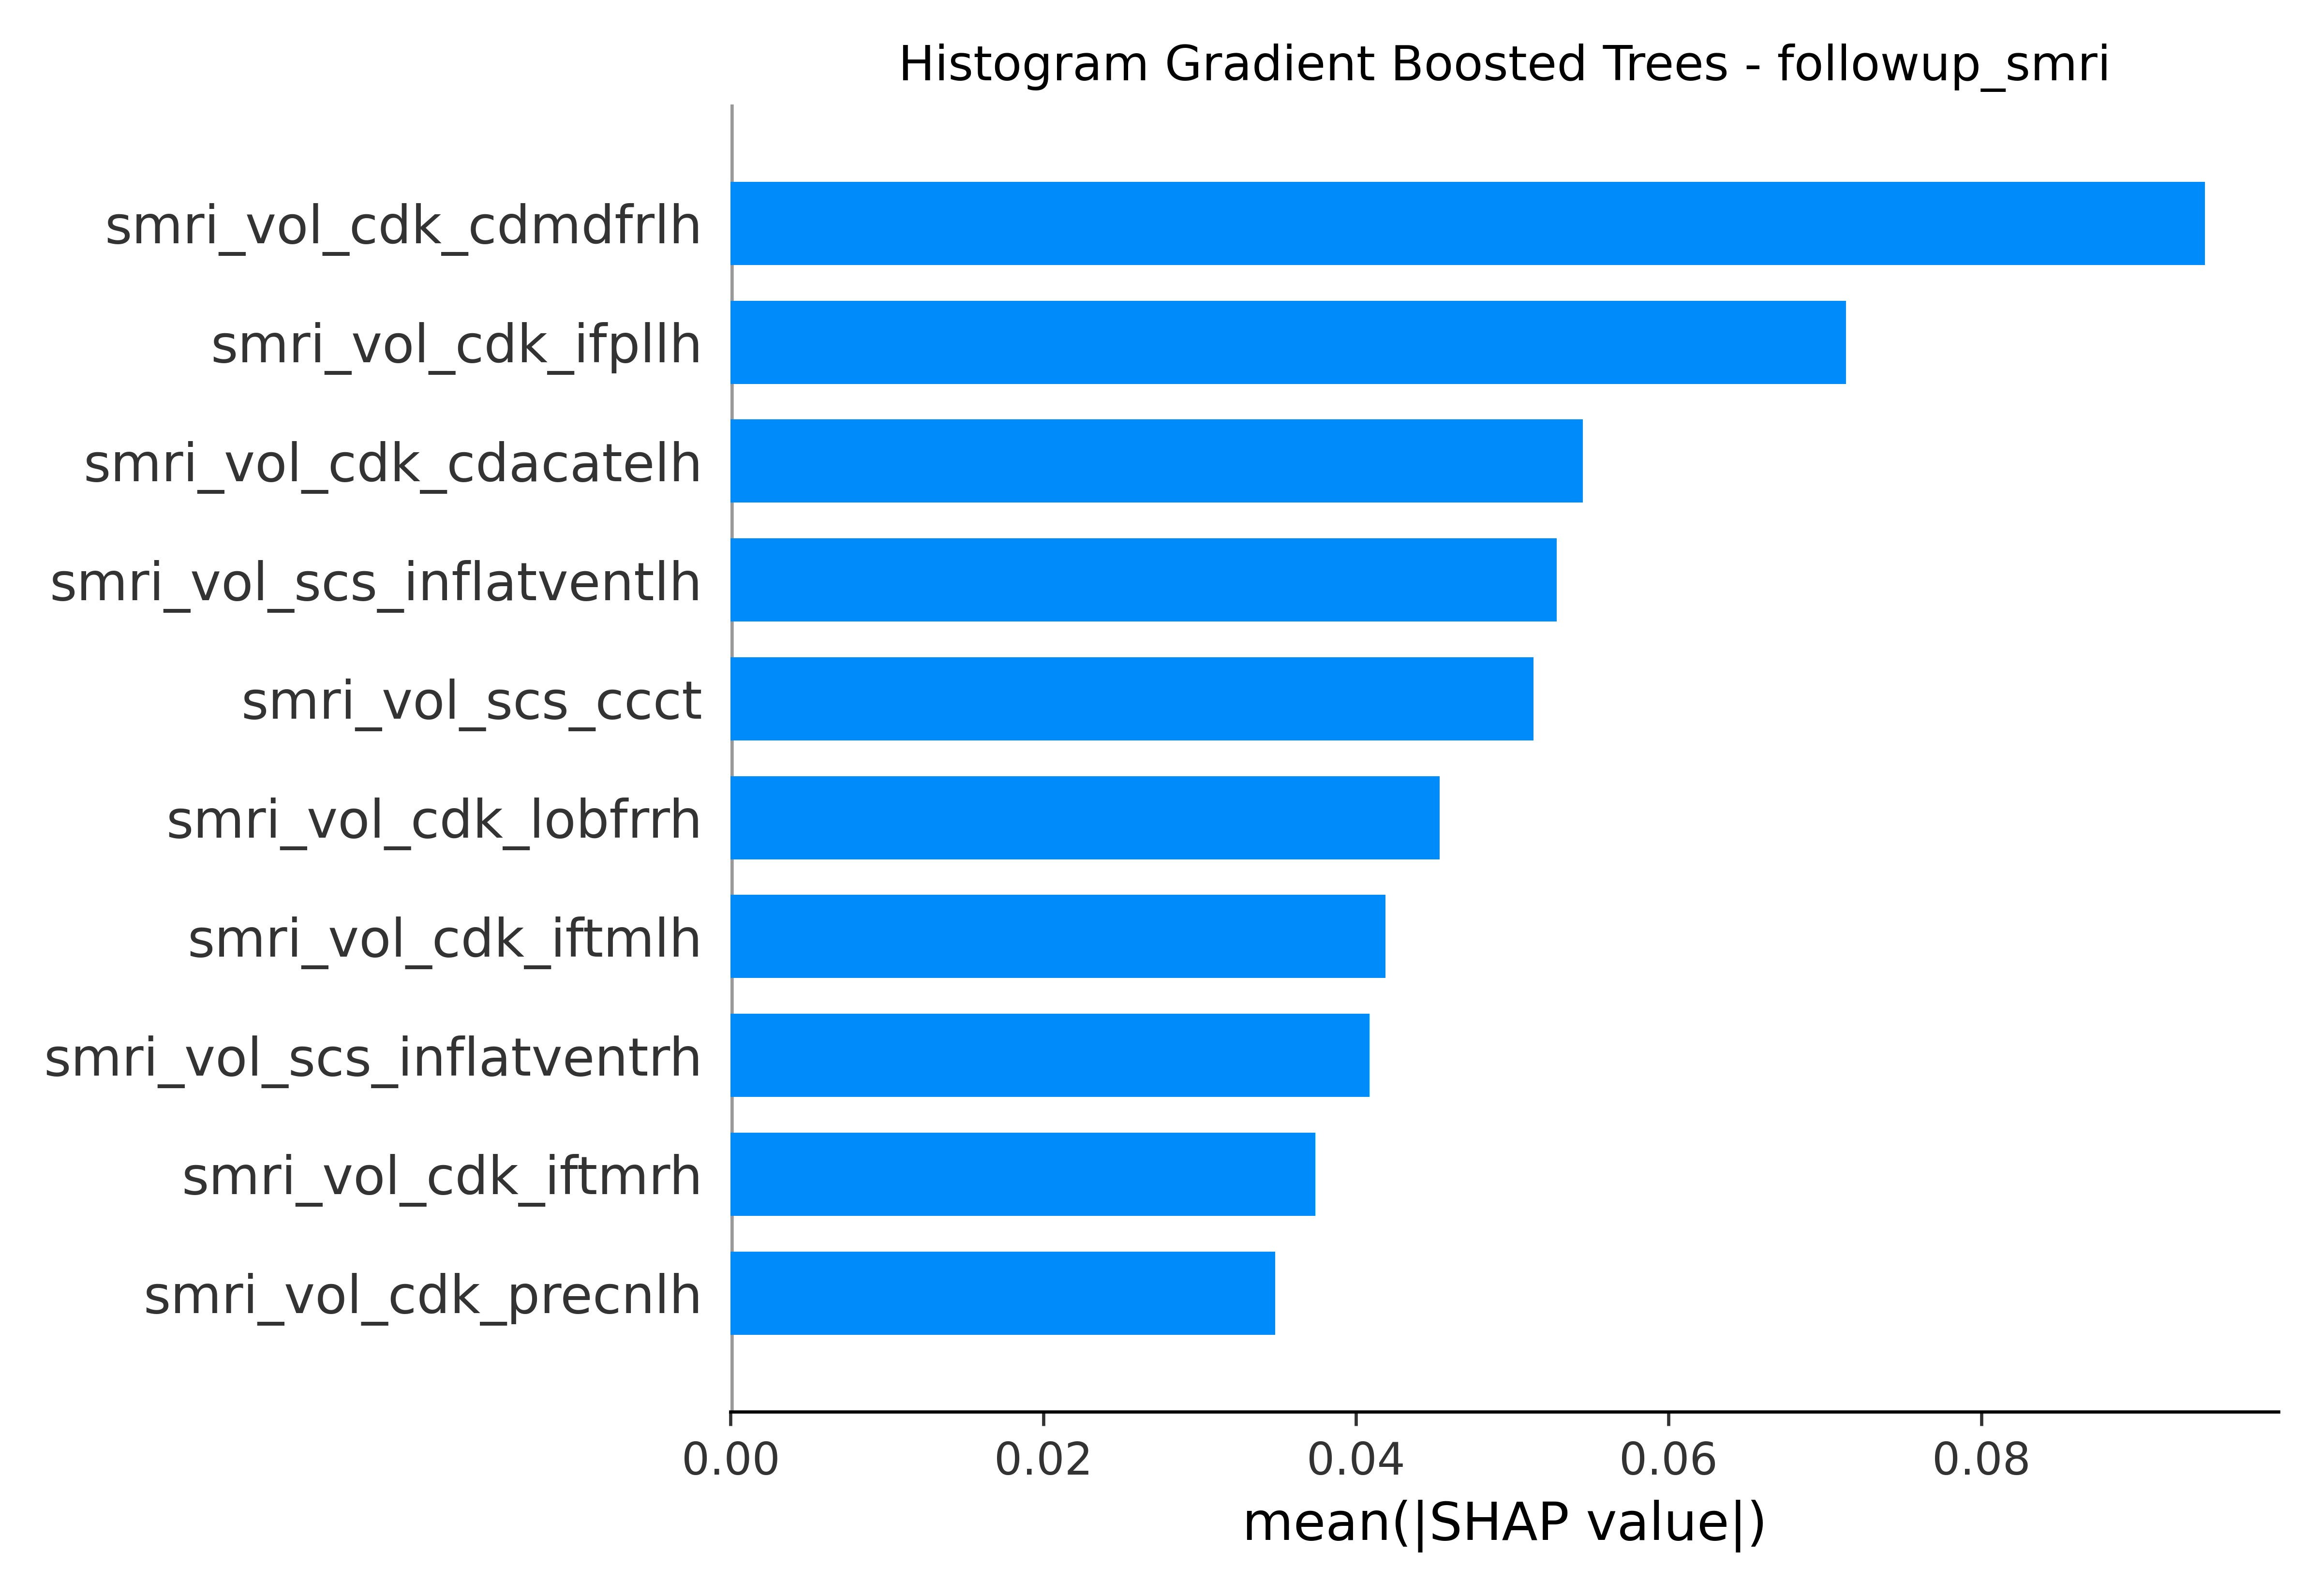 Histogram Gradient Boosted Trees - followup_smri
smri_vol_cdk_cdmdfrlh
smri_vol_cdk_ifpllh
smri_vol_cdk_cdacatelh
smri_vol_scs_inflatventlh
smri_vol_scs_ccct
smri_vol_cdk_lobfrrh
smri_vol_cdk_iftmlh
smri_vol_scs_inflatventrh
smri_vol_cdk_iftmrh
smri_vol_cdk_precnlh
0.00 0.02 0.04 0.06 0.08
mean(|SHAP value|)